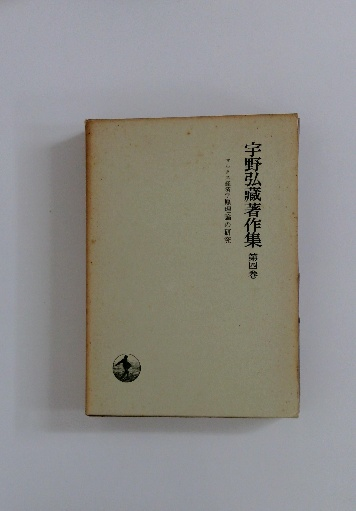 宇野弘蔵著作集 第四巻
マルクス経済学原理論の研究